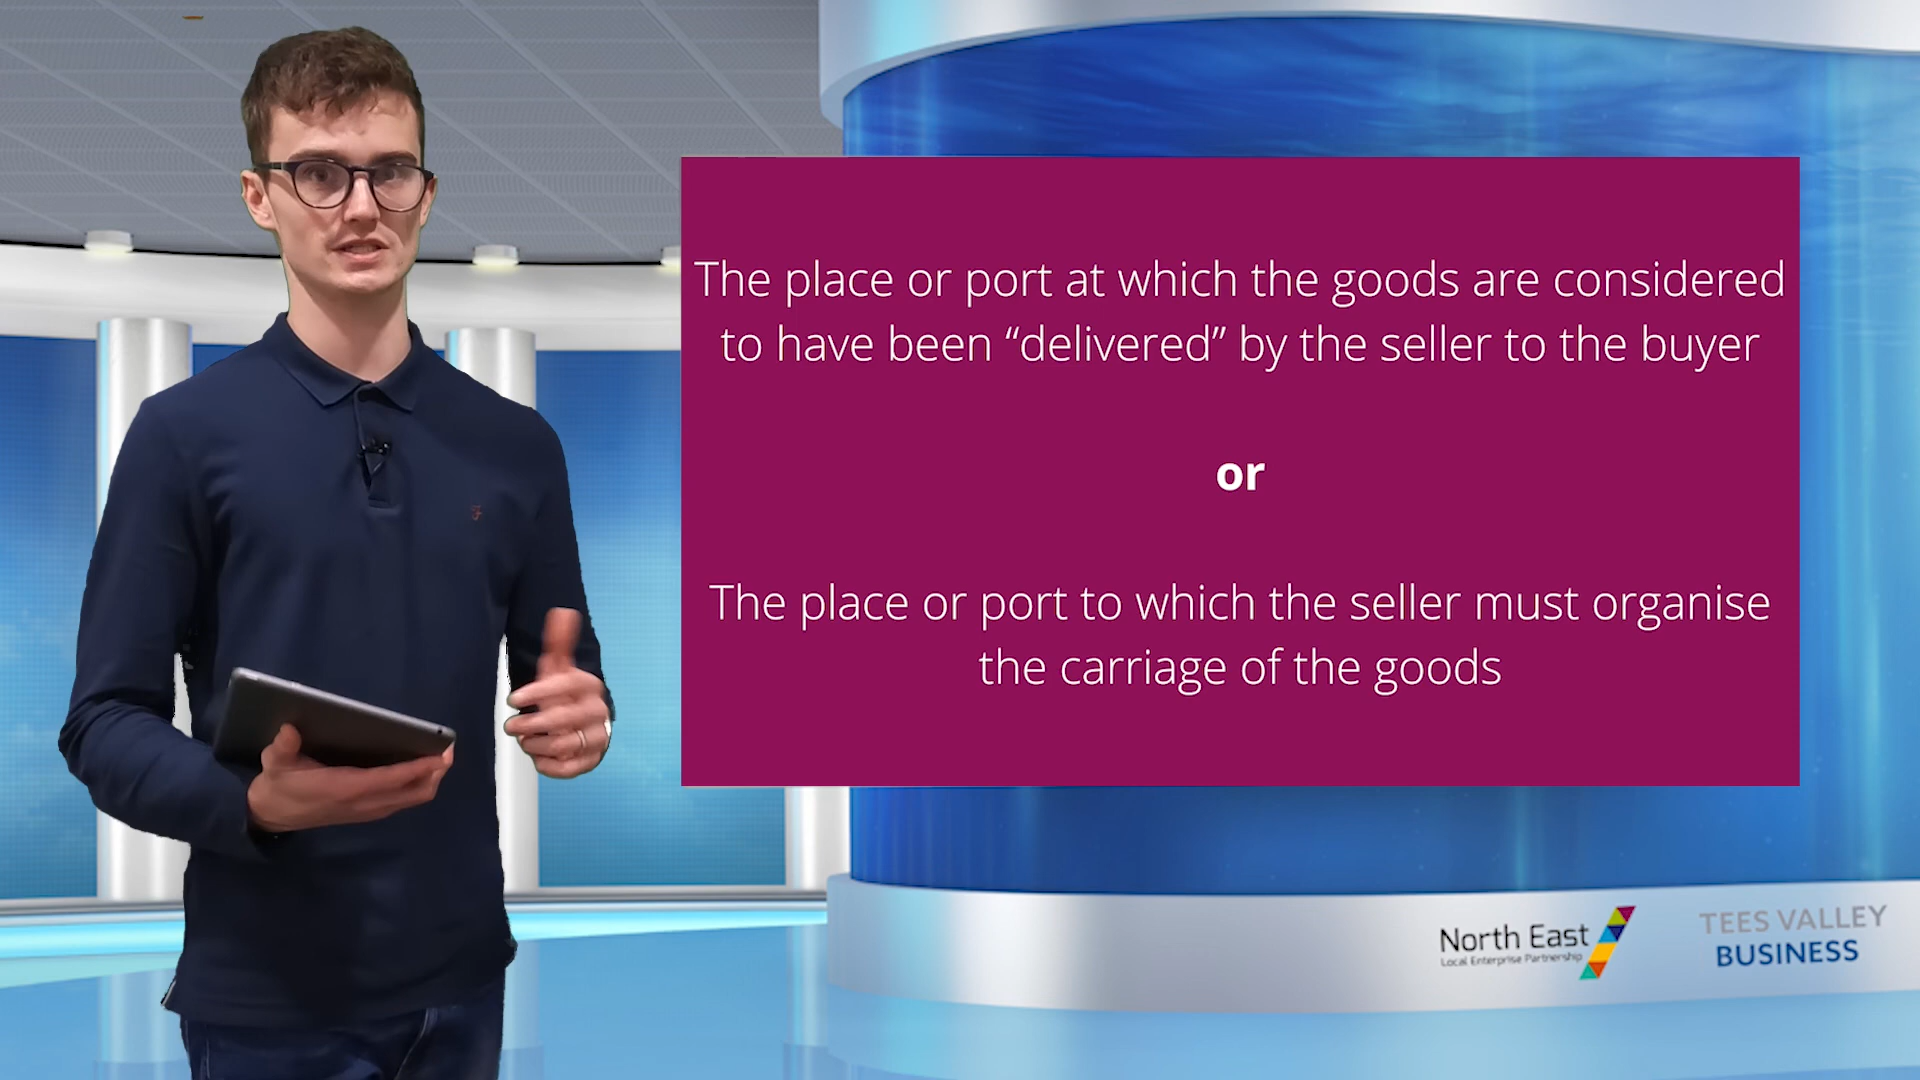 The place or port at which the goods are considered
to have been “delivered” by the seller to the buyer
or
The place or port to which the seller must organise
the carriage of the goods
North East
Local Enterprise Partnership
TEES VALLEY
BUSINESS